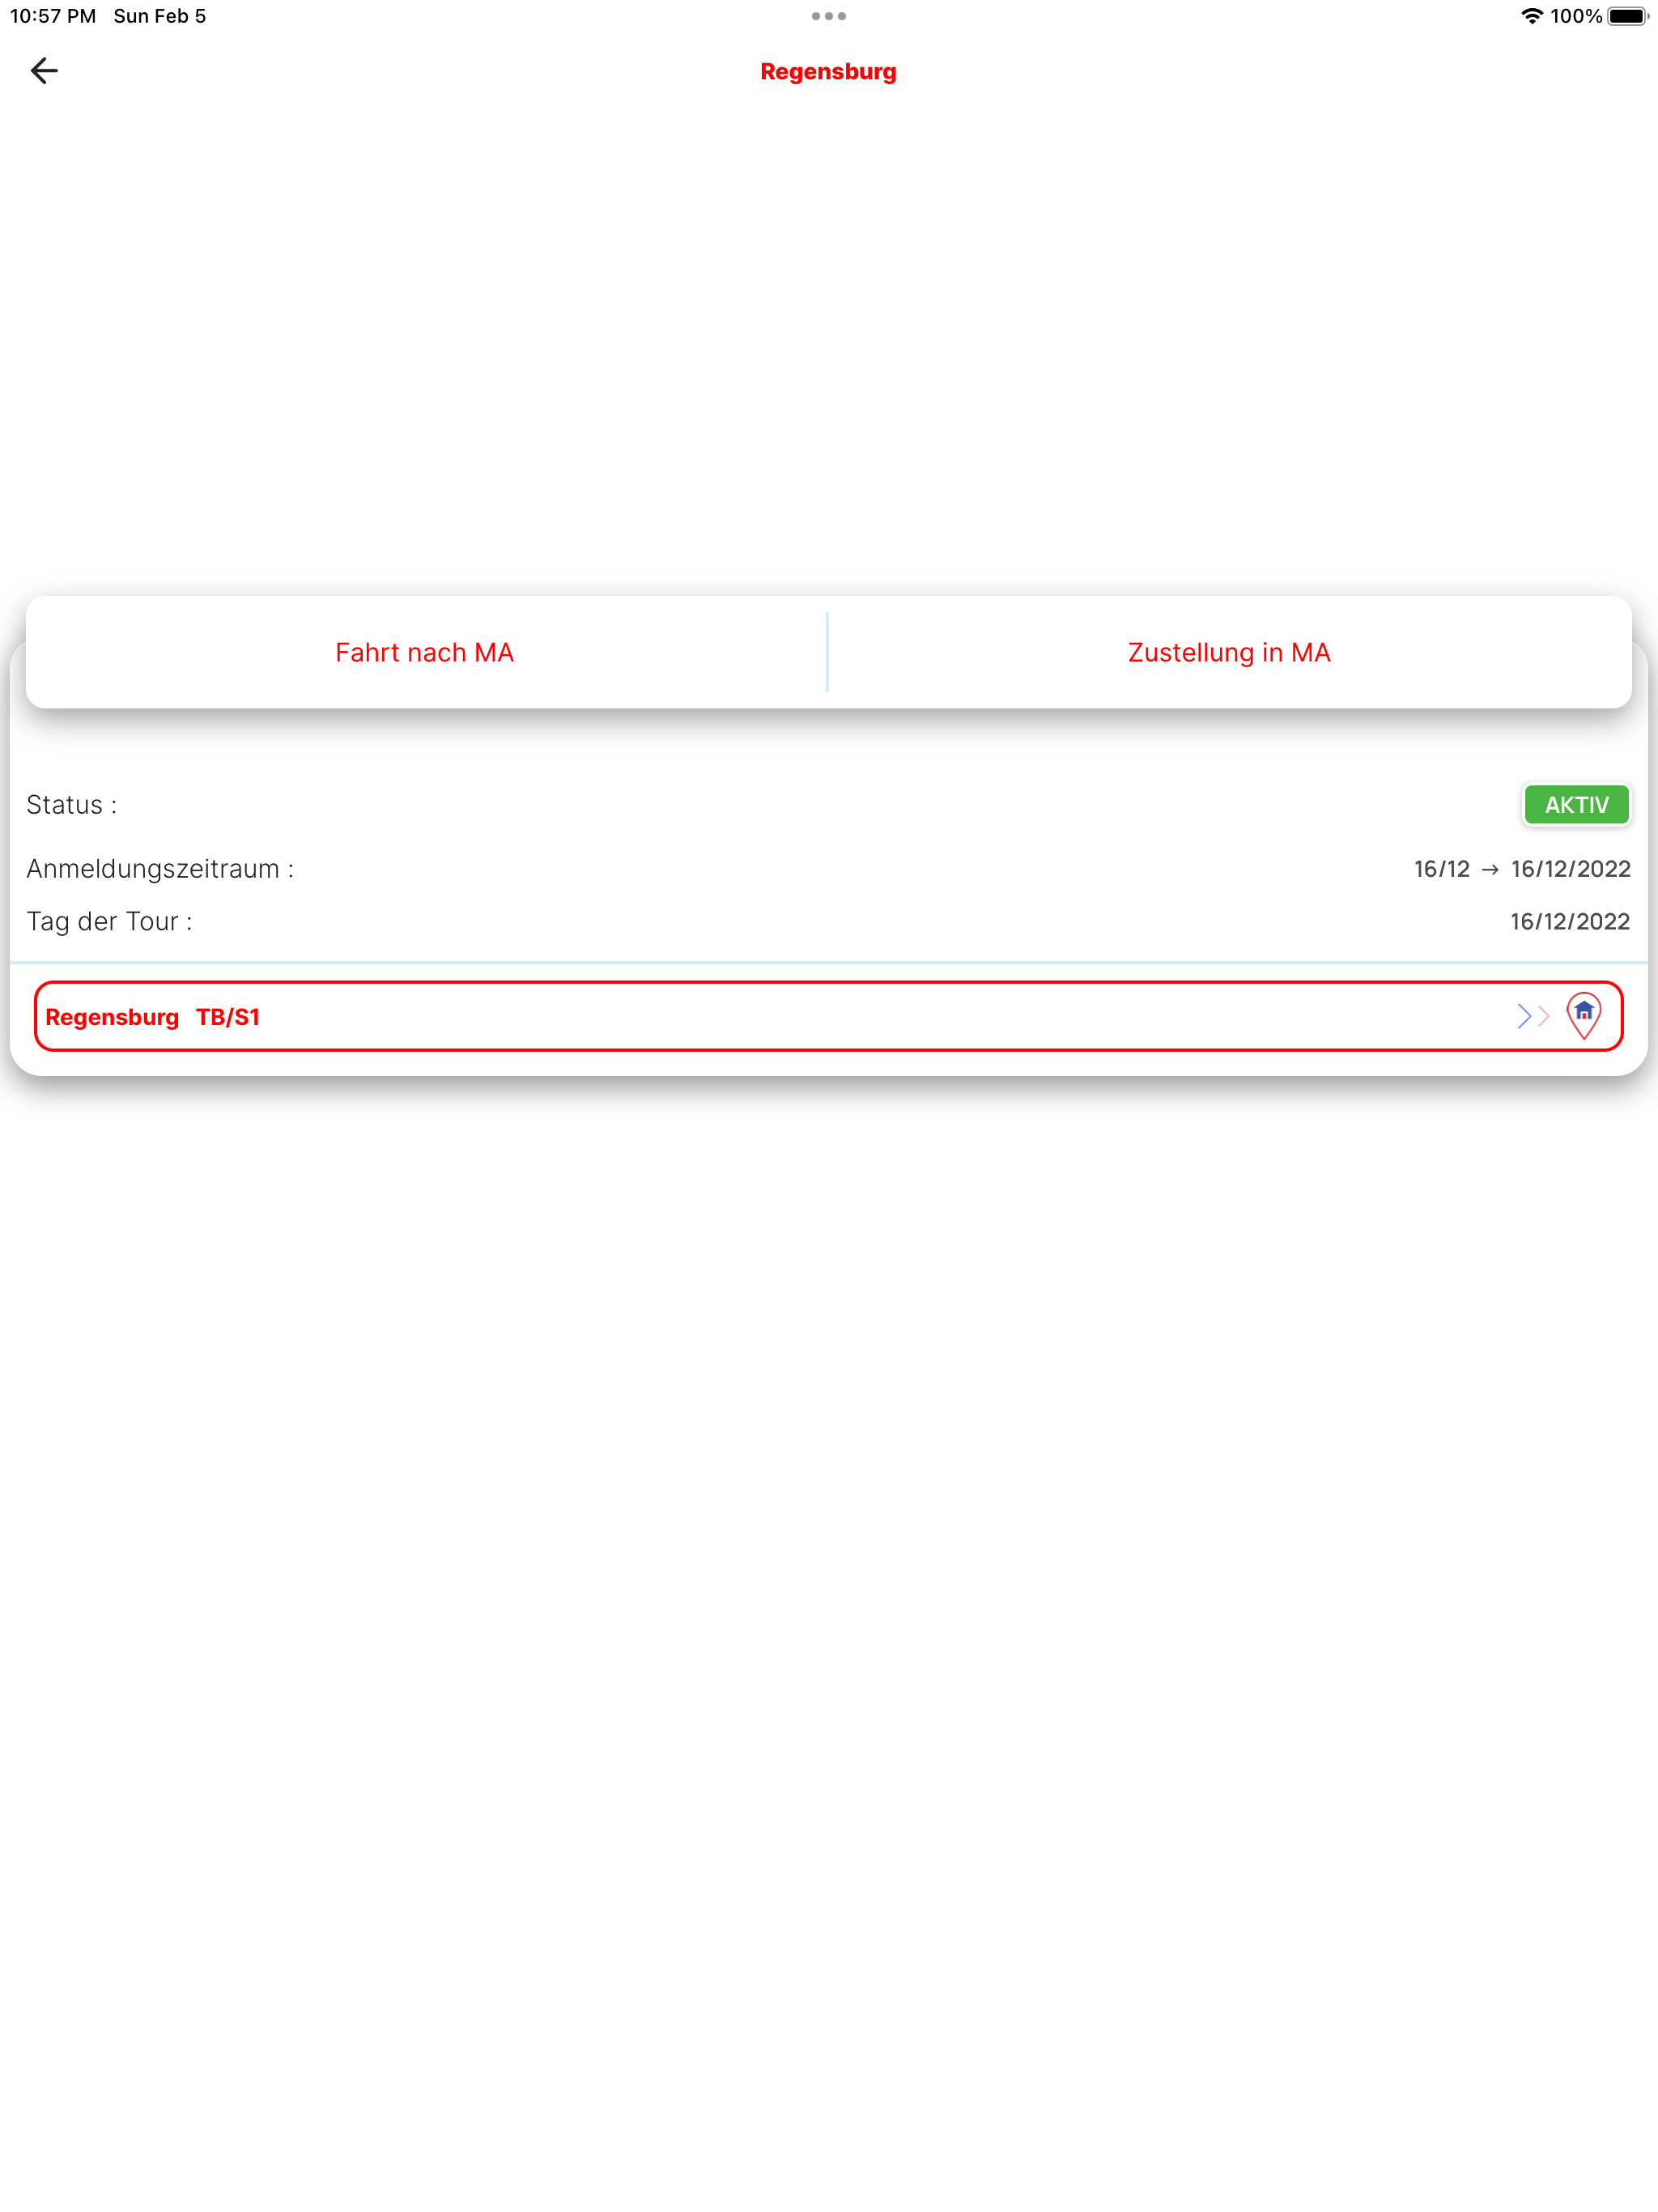 10:57 PM Sun Feb 5 100%
Regensburg
Fahrt nach MA Zustellung in MA
Status : AKTIV
Anmeldungszeitraum : 16/12 → 16/12/2022
Tag der Tour : 16/12/2022
Regensburg TB/S1